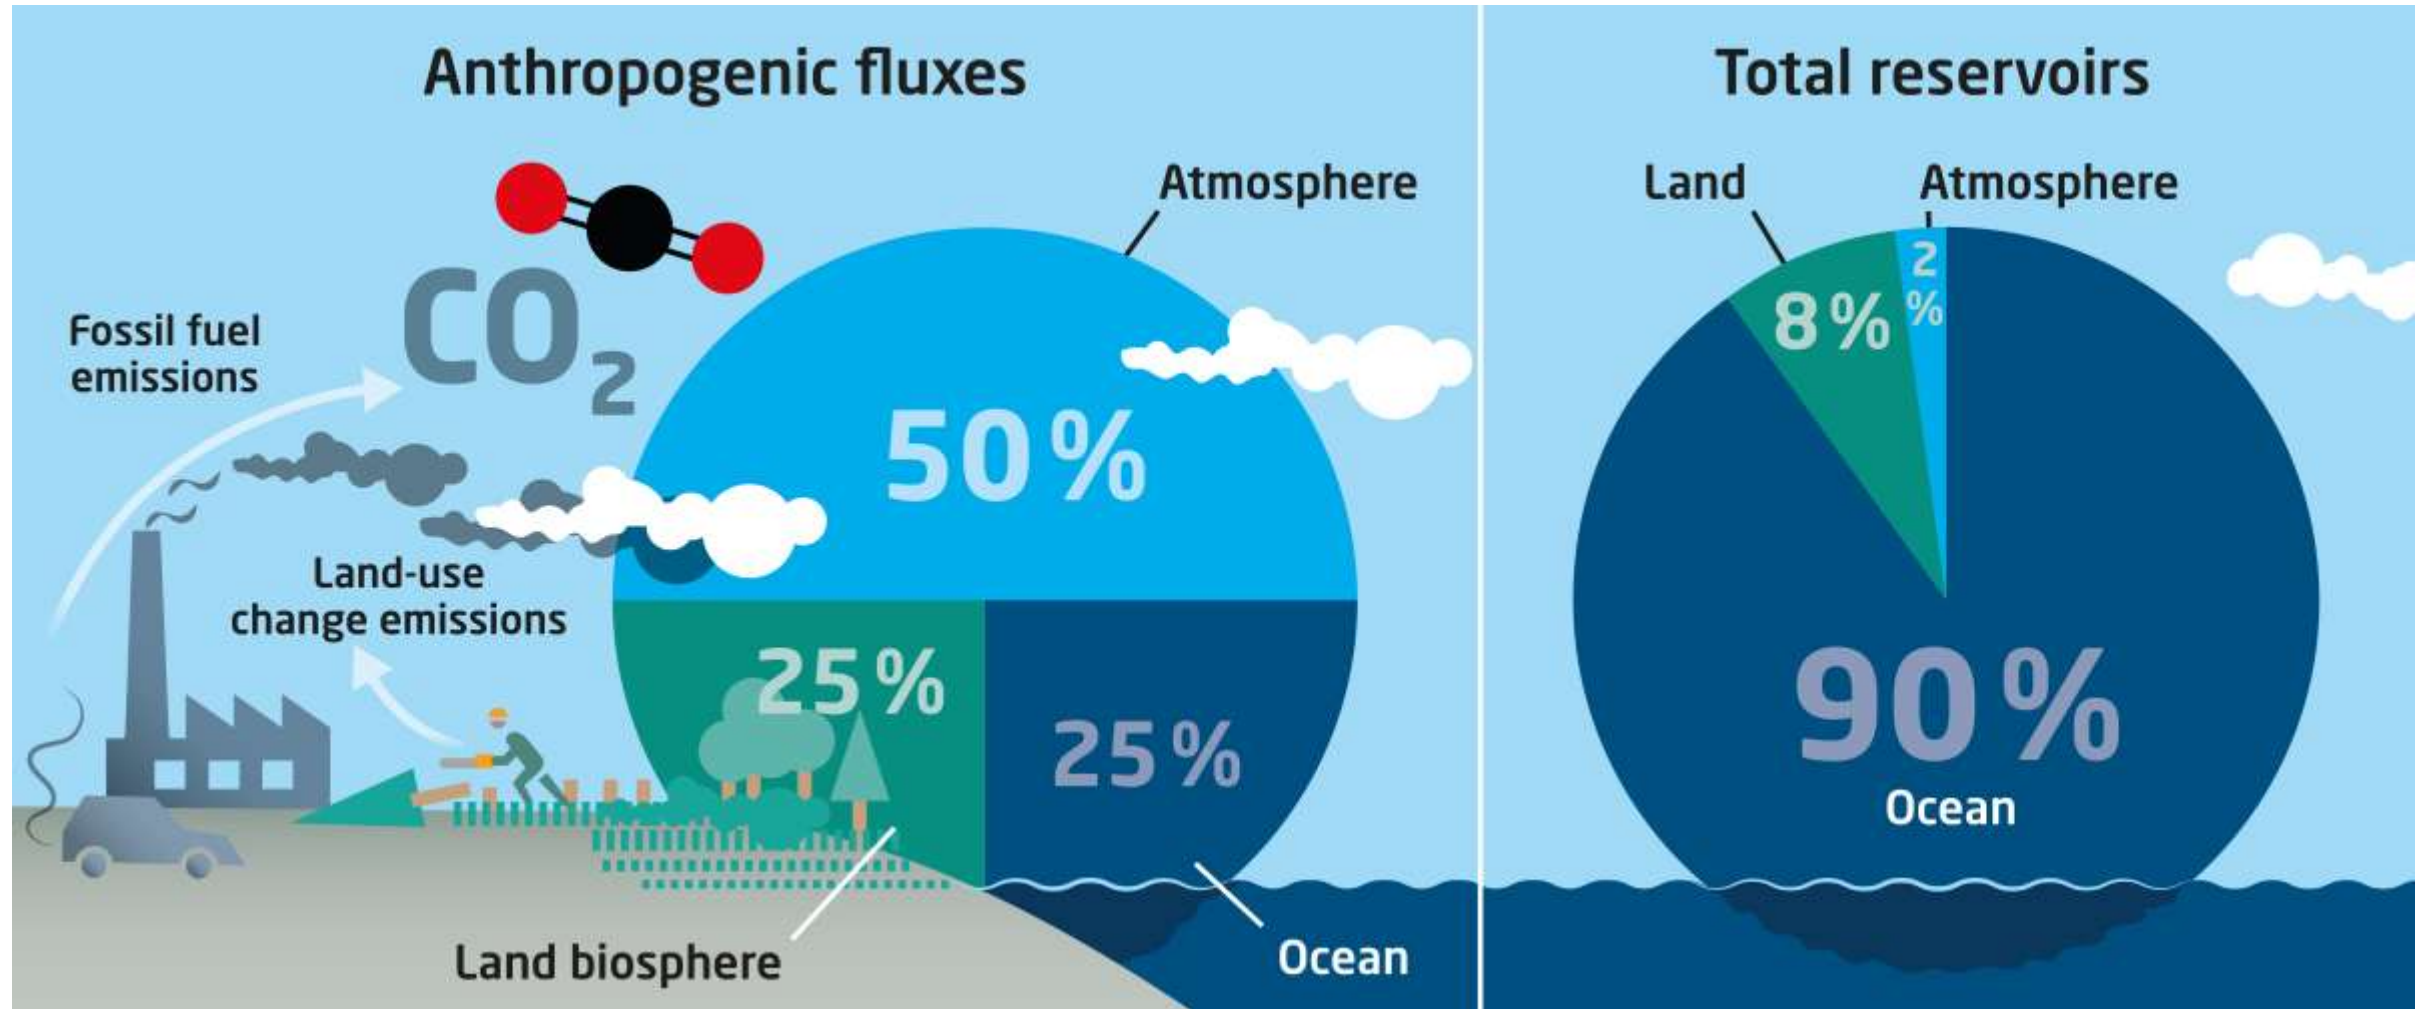 Anthropogenic fluxes
Atmosphere
CO2
Fossil fuel
emissions
50 %
Land-use
change emissions
25 %
25 %
Land biosphere
Ocean
Total reservoirs
Land
Atmosphere
8 %
2
%
90 %
Ocean